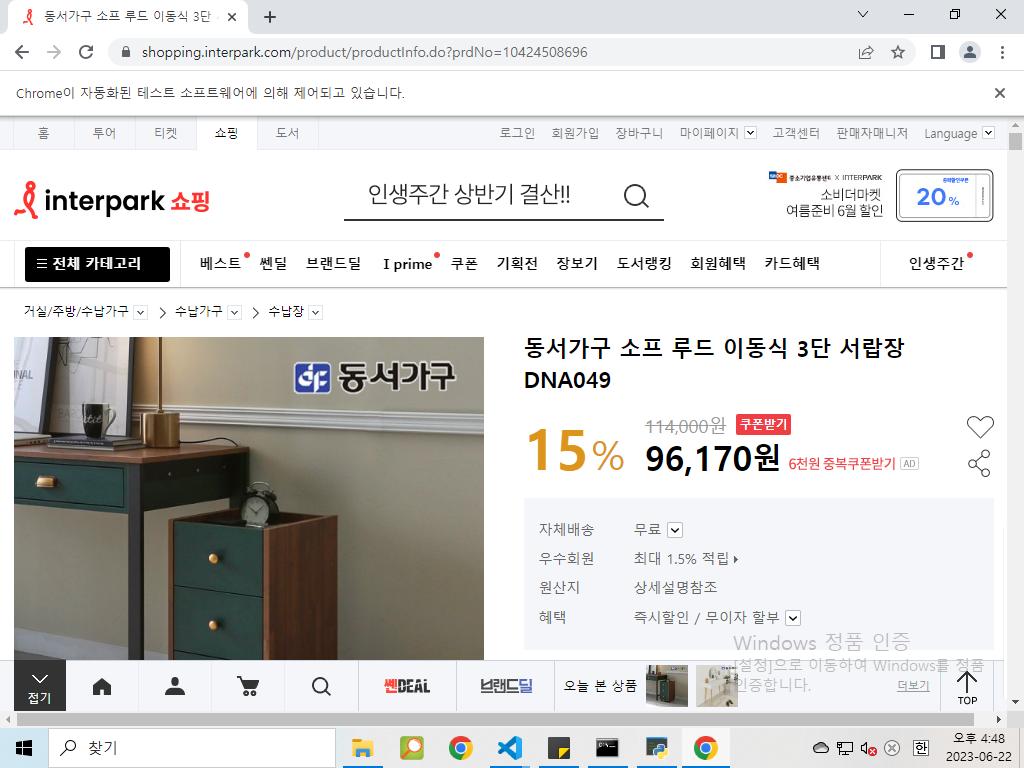 동서가구 소프 루드 이동식 3단
shopping.interpark.com/product/productInfo.do?prdNo=10424508696
Chrome이 자동화된 테스트 소프트웨어에 의해 제어되고 있습니다.
홈 투어 티켓 쇼핑 도서 로그인 회원가입 장바구니 마이페이지 고객센터 판매자매니저 Language
interpark 쇼핑
인생주간 상반기 결산!!
중소기업유통센터 X INTERPARK
소비더마켓
여름준비 6월 할인
중복할인쿠폰
20%
전체 카테고리 베스트 쎈딜 브랜드딜 I prime 쿠폰 기획전 장보기 도서랭킹 회원혜택 카드혜택 인생주간
거실/주방/수납가구 수납가구 수납장
동서가구
동서가구 소프 루드 이동식 3단 서랍장
DNA049
15% 114,000원 쿠폰받기
96,170원 6천원 중복쿠폰받기 AD
자체배송 무료
우수회원 최대 1.5% 적립
원산지 상세설명참조
혜택 즉시할인 / 무이자 할부
Windows 정품 인증
[설정]으로 이동하여 Windows를 정품
인증합니다.
접기 쎈DEAL 브랜드딜 오늘 본 상품 더보기 TOP
찾기
한
오후 4:48
2023-06-22